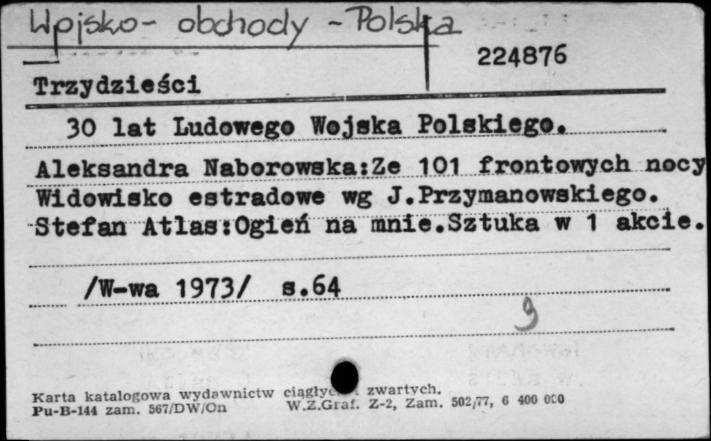 Wojsko - obchody - Polska
224876
Trzydzieści
30 lat Ludowego Wojska Polskiego.
Aleksandra Naborowska:Ze 101 frontowych nocy
Widowisko estradowe wg J.Przymanowskiego.
Stefan Atlas:Ogień na mnie.Sztuka w 1 akcie.
/W-wa 1973/ s.64
9
Karta katalogowa wydawnictw ciągłyc zwartych.
Pu-B-144 zam. 567/DW/On W.Z.Graf. Z-2, Zam. 502/77, 6 400 000